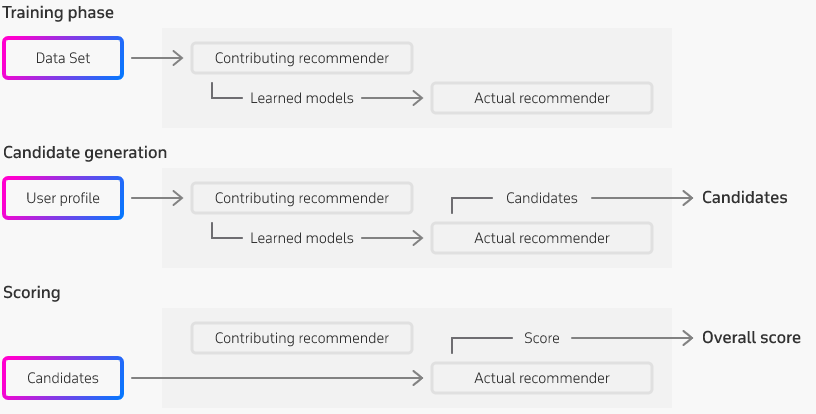 Training phase
Data Set
Contributing recommender
Learned models
Actual recommender
Candidate generation
User profile
Contributing recommender
Candidates
Candidates
Learned models
Actual recommender
Scoring
Contributing recommender
Score
Overall score
Candidates
Actual recommender